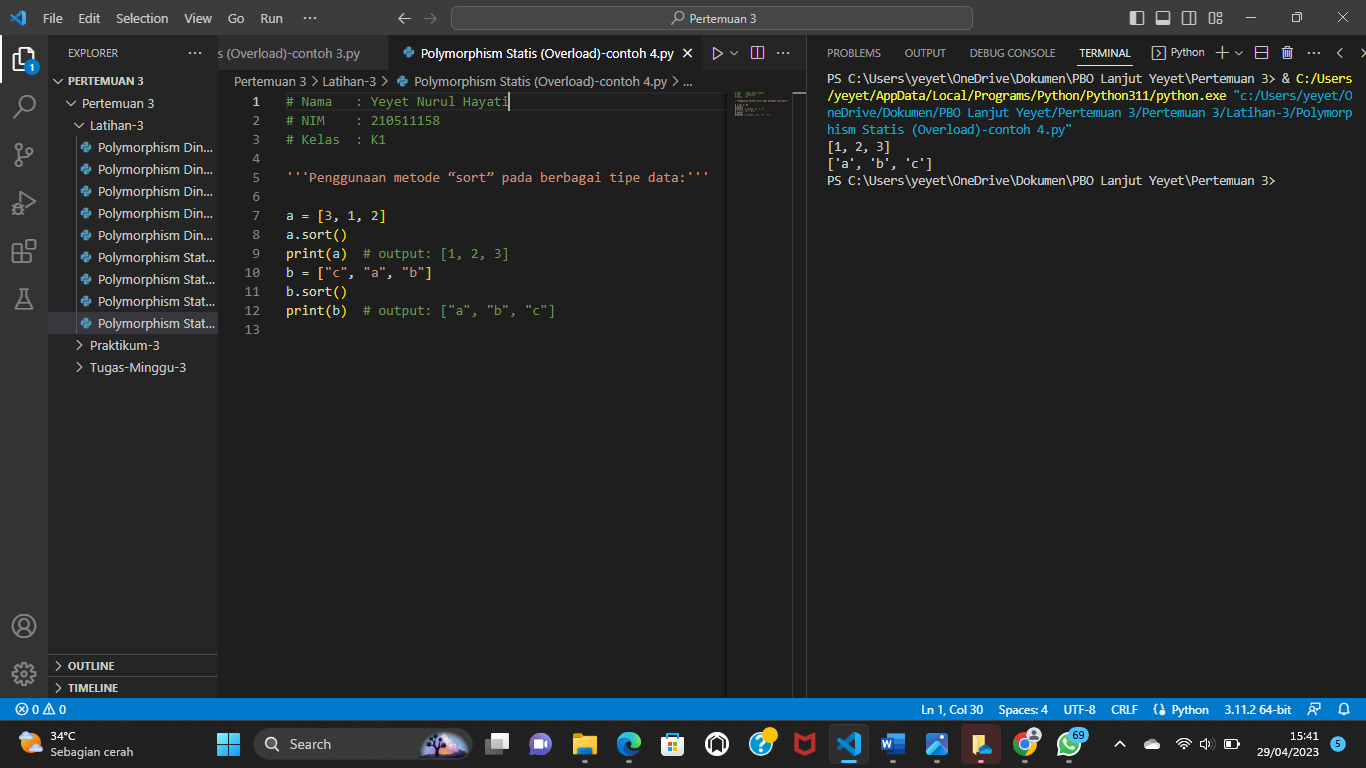 File Edit Selection View Go Run ···
Pertemuan 3
EXPLORER ···
PERTEMUAN 3
Pertemuan 3
Latihan-3
Polymorphism Din...
Polymorphism Din...
Polymorphism Din...
Polymorphism Din...
Polymorphism Din...
Polymorphism Stat...
Polymorphism Stat...
Polymorphism Stat...
Polymorphism Stat...
Praktikum-3
Tugas-Minggu-3
OUTLINE
TIMELINE
1
s (Overload)-contoh 3.py
Polymorphism Statis (Overload)-contoh 4.py
Pertemuan 3 > Latihan-3 > Polymorphism Statis (Overload)-contoh 4.py > ...
1 # Nama   : Yeyet Nurul Hayati
2 # NIM    : 210511158
3 # Kelas  : K1
4
5 '''Penggunaan metode “sort” pada berbagai tipe data:'''
6
7 a = [3, 1, 2]
8 a.sort()
9 print(a)  # output: [1, 2, 3]
10 b = ["c", "a", "b"]
11 b.sort()
12 print(b)  # output: ["a", "b", "c"]
13
PROBLEMS OUTPUT DEBUG CONSOLE TERMINAL Python
PS C:\Users\yeyet\OneDrive\Dokumen\PBO Lanjut Yeyet\Pertemuan 3> & C:/Users
/yeyet/AppData/Local/Programs/Python/Python311/python.exe "c:/Users/yeyet/O
neDrive/Dokumen/PBO Lanjut Yeyet/Pertemuan 3/Pertemuan 3/Latihan-3/Polymorp
hism Statis (Overload)-contoh 4.py"
[1, 2, 3]
['a', 'b', 'c']
PS C:\Users\yeyet\OneDrive\Dokumen\PBO Lanjut Yeyet\Pertemuan 3>
0 0 Ln 1, Col 30 Spaces: 4 UTF-8 CRLF Python 3.11.2 64-bit
34°C
Sebagian cerah
Search
69
15:41
29/04/2023
5